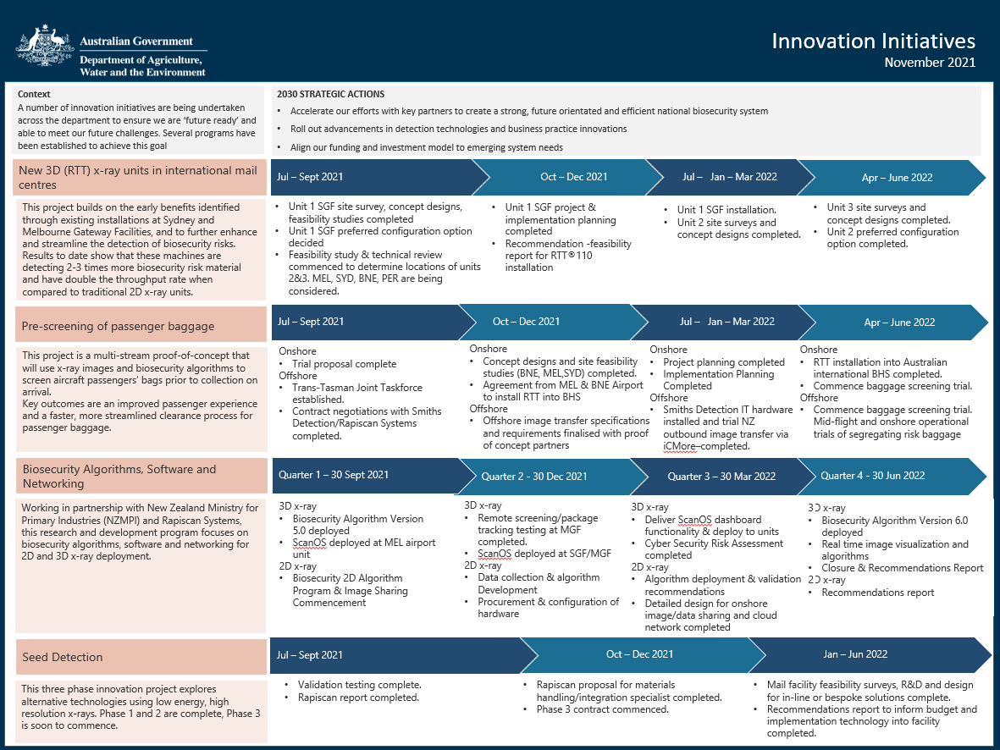 Australian Government
Department of Agriculture,
Water and the Environment
Innovation Initiatives
November 2021
Context
A number of innovation initiatives are being undertaken
across the department to ensure we are ‘future ready’ and
able to meet our future challenges. Several programs have
been established to achieve this goal
2030 STRATEGIC ACTIONS
• Accelerate our efforts with key partners to create a strong, future orientated and efficient national biosecurity system
• Roll out advancements in detection technologies and business practice innovations
• Align our funding and investment model to emerging system needs
New 3D (RTT) x-ray units in international mail
centres
This project builds on the early benefits identified
through existing installations at Sydney and
Melbourne Gateway Facilities, and to further enhance
and streamline the detection of biosecurity risks.
Results to date show that these machines are
detecting 2-3 times more biosecurity risk material
and have double the throughput rate when
compared to traditional 2D x-ray units.
Jul – Sept 2021
• Unit 1 SGF site survey, concept designs,
feasibility studies completed
• Unit 1 SGF preferred configuration option
decided
• Feasibility study & technical review
commenced to determine locations of units
2&3. MEL, SYD, BNE, PER are being
considered.
Oct – Dec 2021
• Unit 1 SGF project &
implementation planning
completed
• Recommendation -feasibility
report for RTT®110
installation
Jul – Jan – Mar 2022
• Unit 1 SGF installation.
• Unit 2 site surveys and
concept designs completed.
Apr – June 2022
• Unit 3 site surveys and
concept designs completed.
• Unit 2 preferred configuration
option completed.
Pre-screening of passenger baggage
This project is a multi-stream proof-of-concept that
will use x-ray images and biosecurity algorithms to
screen aircraft passengers’ bags prior to collection on
arrival.
Key outcomes are an improved passenger experience
and a faster, more streamlined clearance process for
passenger baggage.
Jul – Sept 2021
Onshore
• Trial proposal complete
Offshore
• Trans-Tasman Joint Taskforce
established.
• Contract negotiations with Smiths
Detection/Rapiscan Systems
completed.
Oct – Dec 2021
Onshore
• Concept designs and site feasibility
studies (BNE, MEL,SYD) completed.
• Agreement from MEL & BNE Airport
to install RTT into BHS
Offshore
• Offshore image transfer specifications
and requirements finalised with proof
of concept partners
Jul – Jan – Mar 2022
Onshore
• Project planning completed
• Implementation Planning
Completed
Offshore
• Smiths Detection IT hardware
installed and trial NZ
outbound image transfer via
iCMore–completed.
Apr – June 2022
Onshore
• RTT installation into Australian
international BHS completed.
• Commence baggage screening trial.
Offshore
• Commence baggage screening trial.
Mid-flight and onshore operational
trials of segregating risk baggage
Biosecurity Algorithms, Software and
Networking
Working in partnership with New Zealand Ministry for
Primary Industries (NZMPI) and Rapiscan Systems,
this research and development program focuses on
biosecurity algorithms, software and networking for
2D and 3D x-ray deployment.
Quarter 1 – 30 Sept 2021
3D x-ray
• Biosecurity Algorithm Version
5.0 deployed
• ScanOS deployed at MEL airport
unit
2D x-ray
• Biosecurity 2D Algorithm
Program & Image Sharing
Commencement
Quarter 2 - 30 Dec 2021
3D x-ray
• Remote screening/package
tracking testing at MGF
completed.
• ScanOS deployed at SGF/MGF
2D x-ray
• Data collection & algorithm
Development
• Procurement & configuration of
hardware
Quarter 3 – 30 Mar 2022
3D x-ray
• Deliver ScanOS dashboard
functionality & deploy to units
• Cyber Security Risk Assessment
completed
2D x-ray
• Algorithm deployment & validation
recommendations
• Detailed design for onshore
image/data sharing and cloud
network completed
Quarter 4 - 30 Jun 2022
3D x-ray
• Biosecurity Algorithm Version 6.0
deployed
• Real time image visualization and
algorithms
• Closure & Recommendations Report
2D x-ray
• Recommendations report
Seed Detection
This three phase innovation project explores
alternative technologies using low energy, high
resolution x-rays. Phase 1 and 2 are complete, Phase 3
is soon to commence.
Jul – Sept 2021
• Validation testing complete.
• Rapiscan report completed.
Oct – Dec 2021
• Rapiscan proposal for materials
handling/integration specialist completed.
• Phase 3 contract commenced.
Jan – Jun 2022
• Mail facility feasibility surveys, R&D and design
for in-line or bespoke solutions complete.
• Recommendations report to inform budget and
implementation technology into facility
completed.